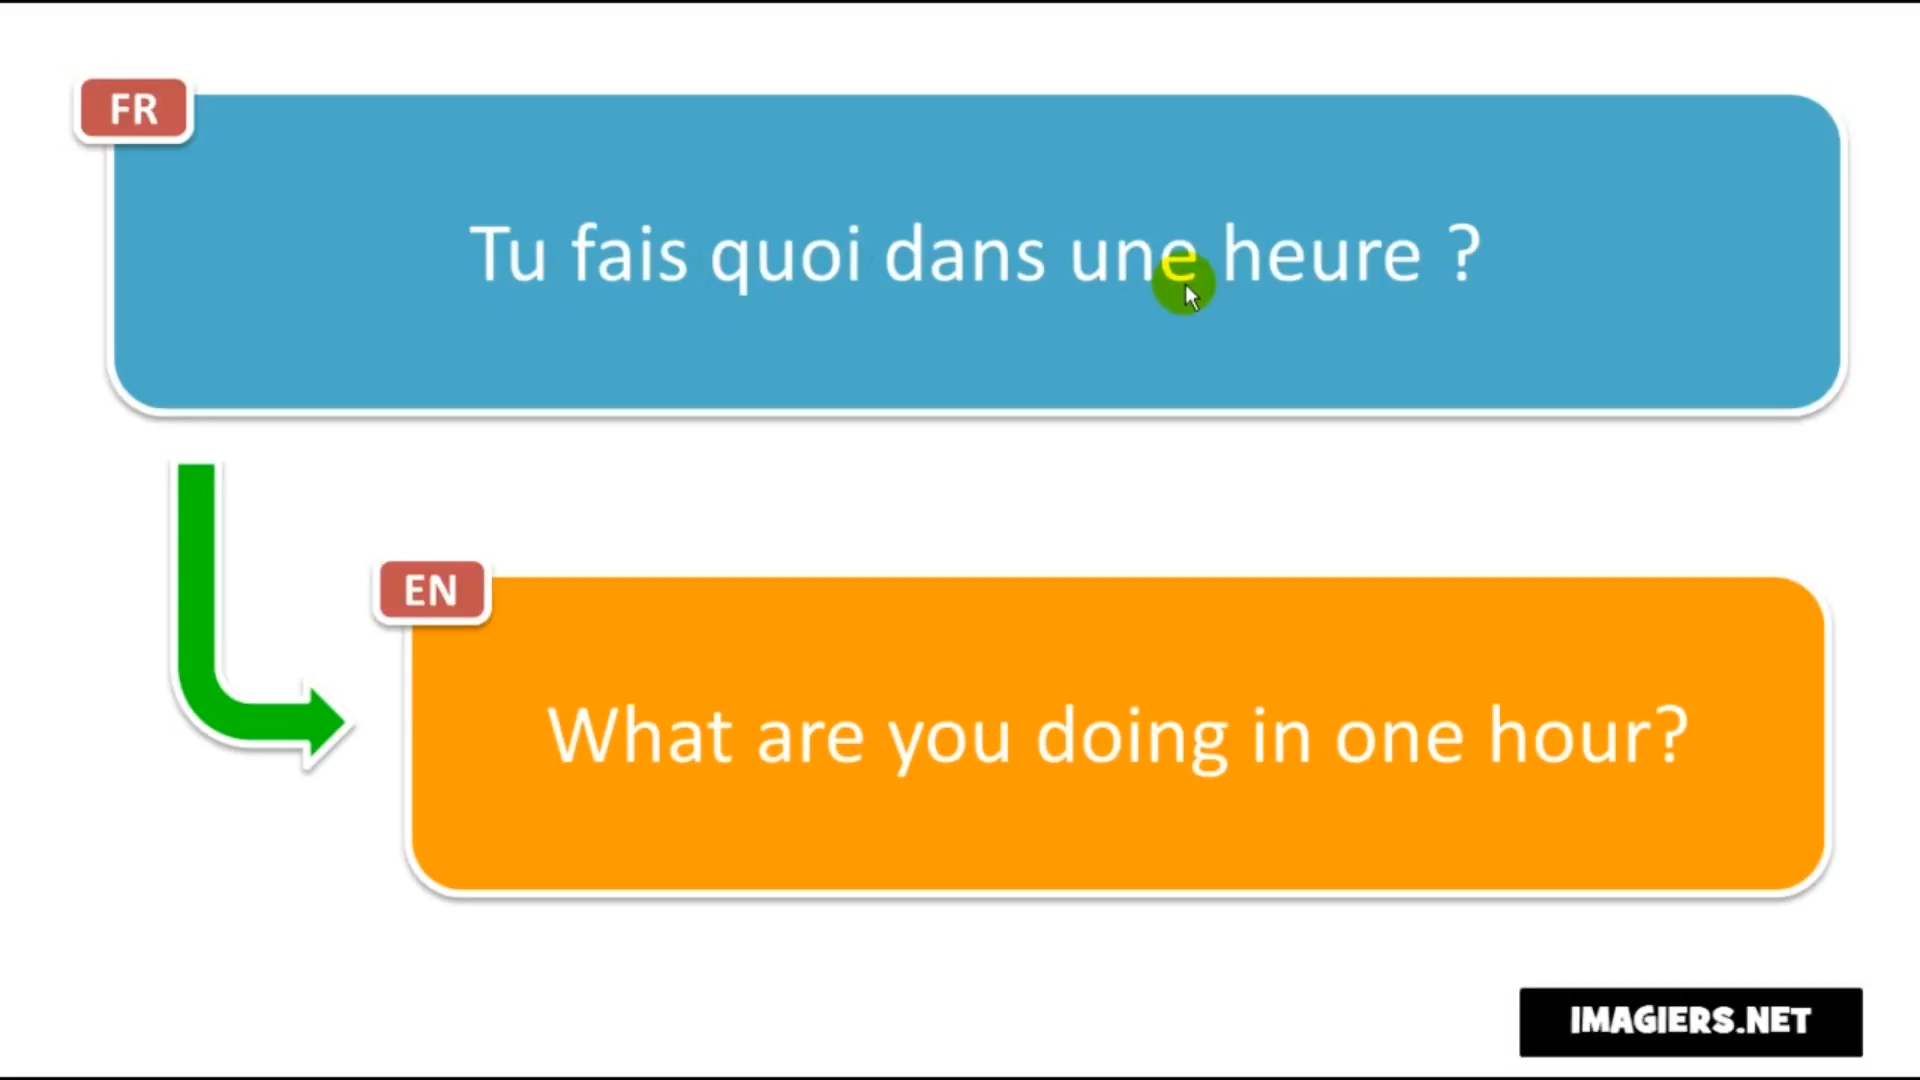 FR
Tu fais quoi dans une heure ?
EN
What are you doing in one hour?
IMAGIERS.NET